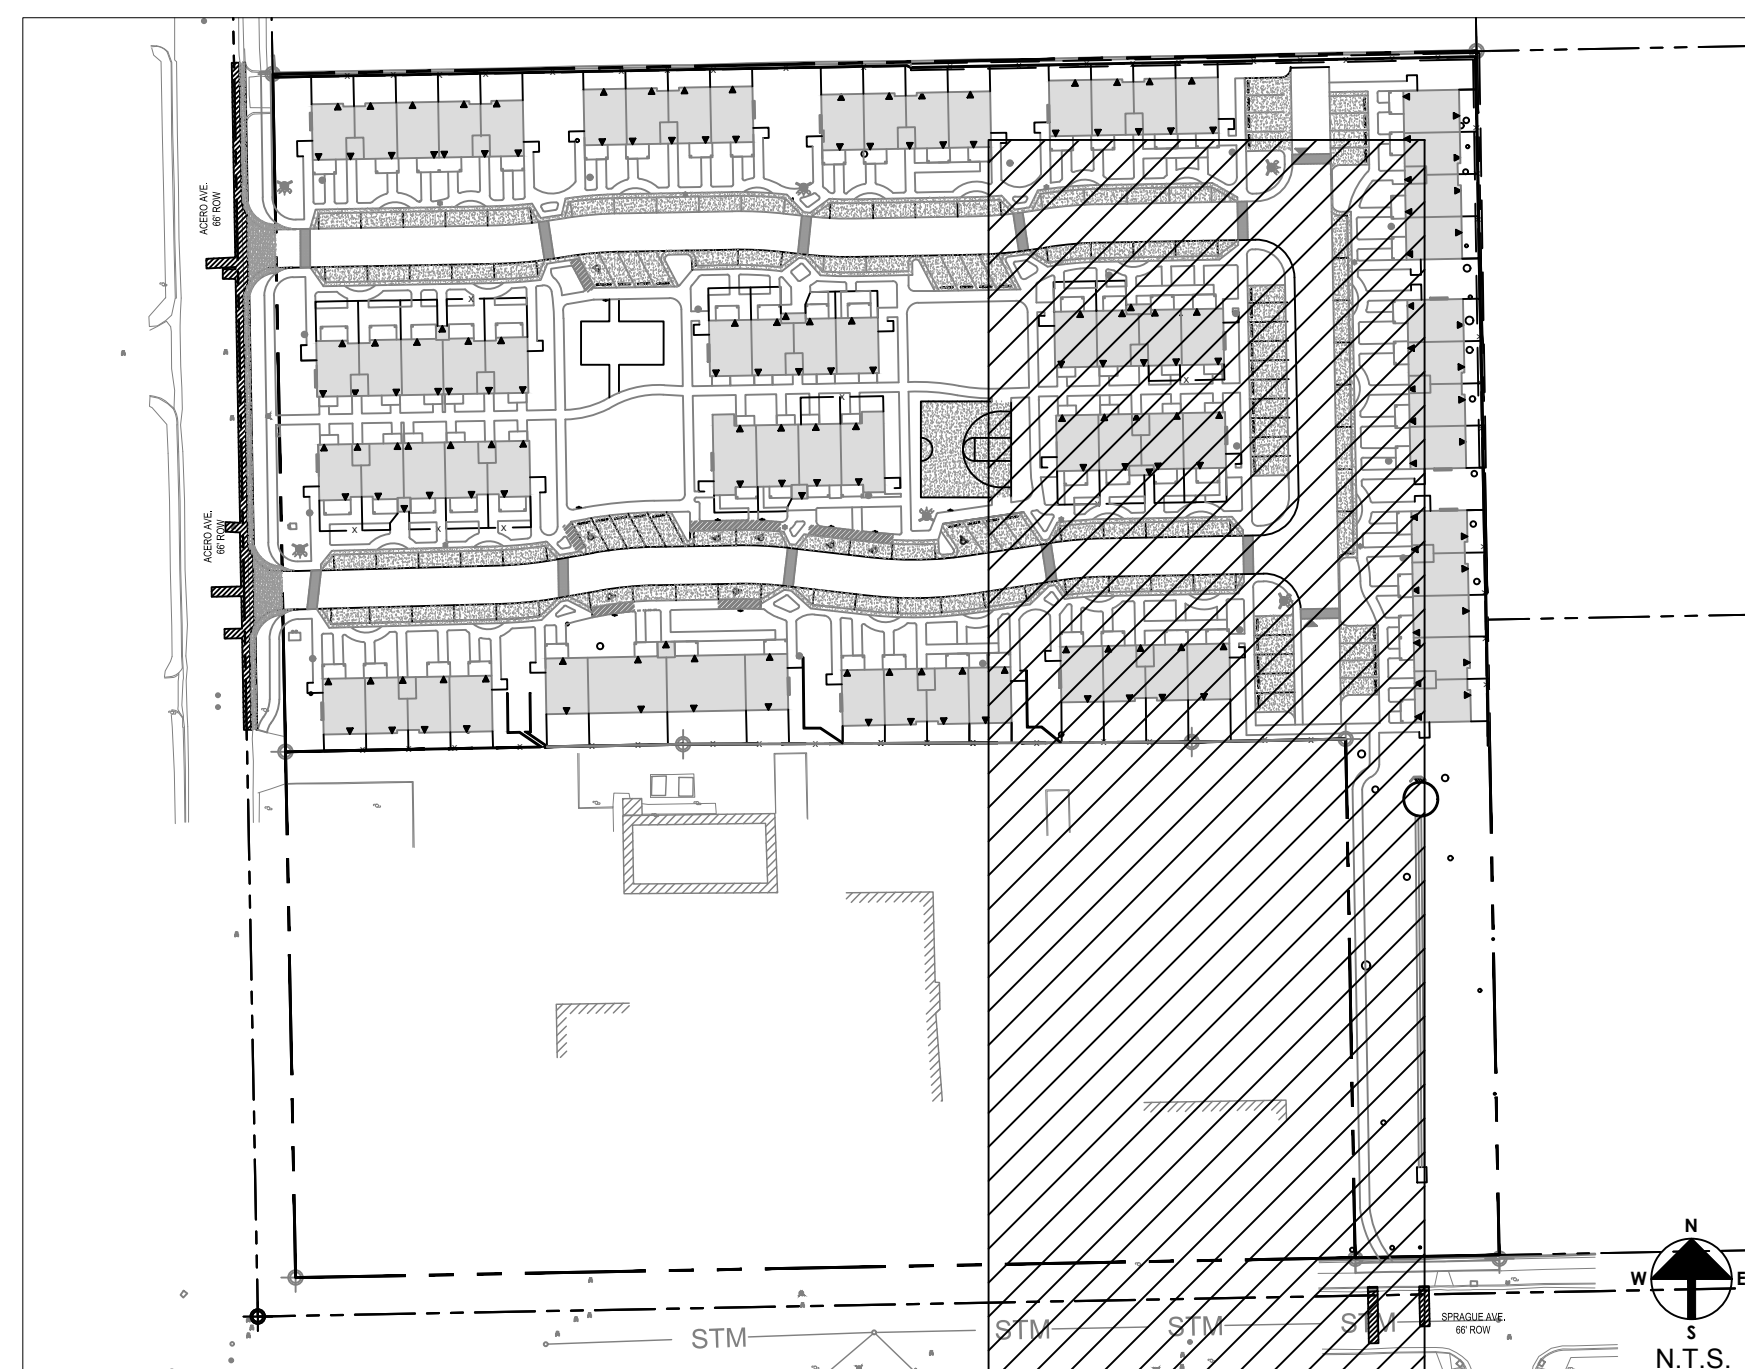 ACERO AVE.
66' ROW
ACERO AVE.
66' ROW
N
W
E
S
N.T.S.
SPRAGUE AVE.
66' ROW
STM
STM
STM
STM